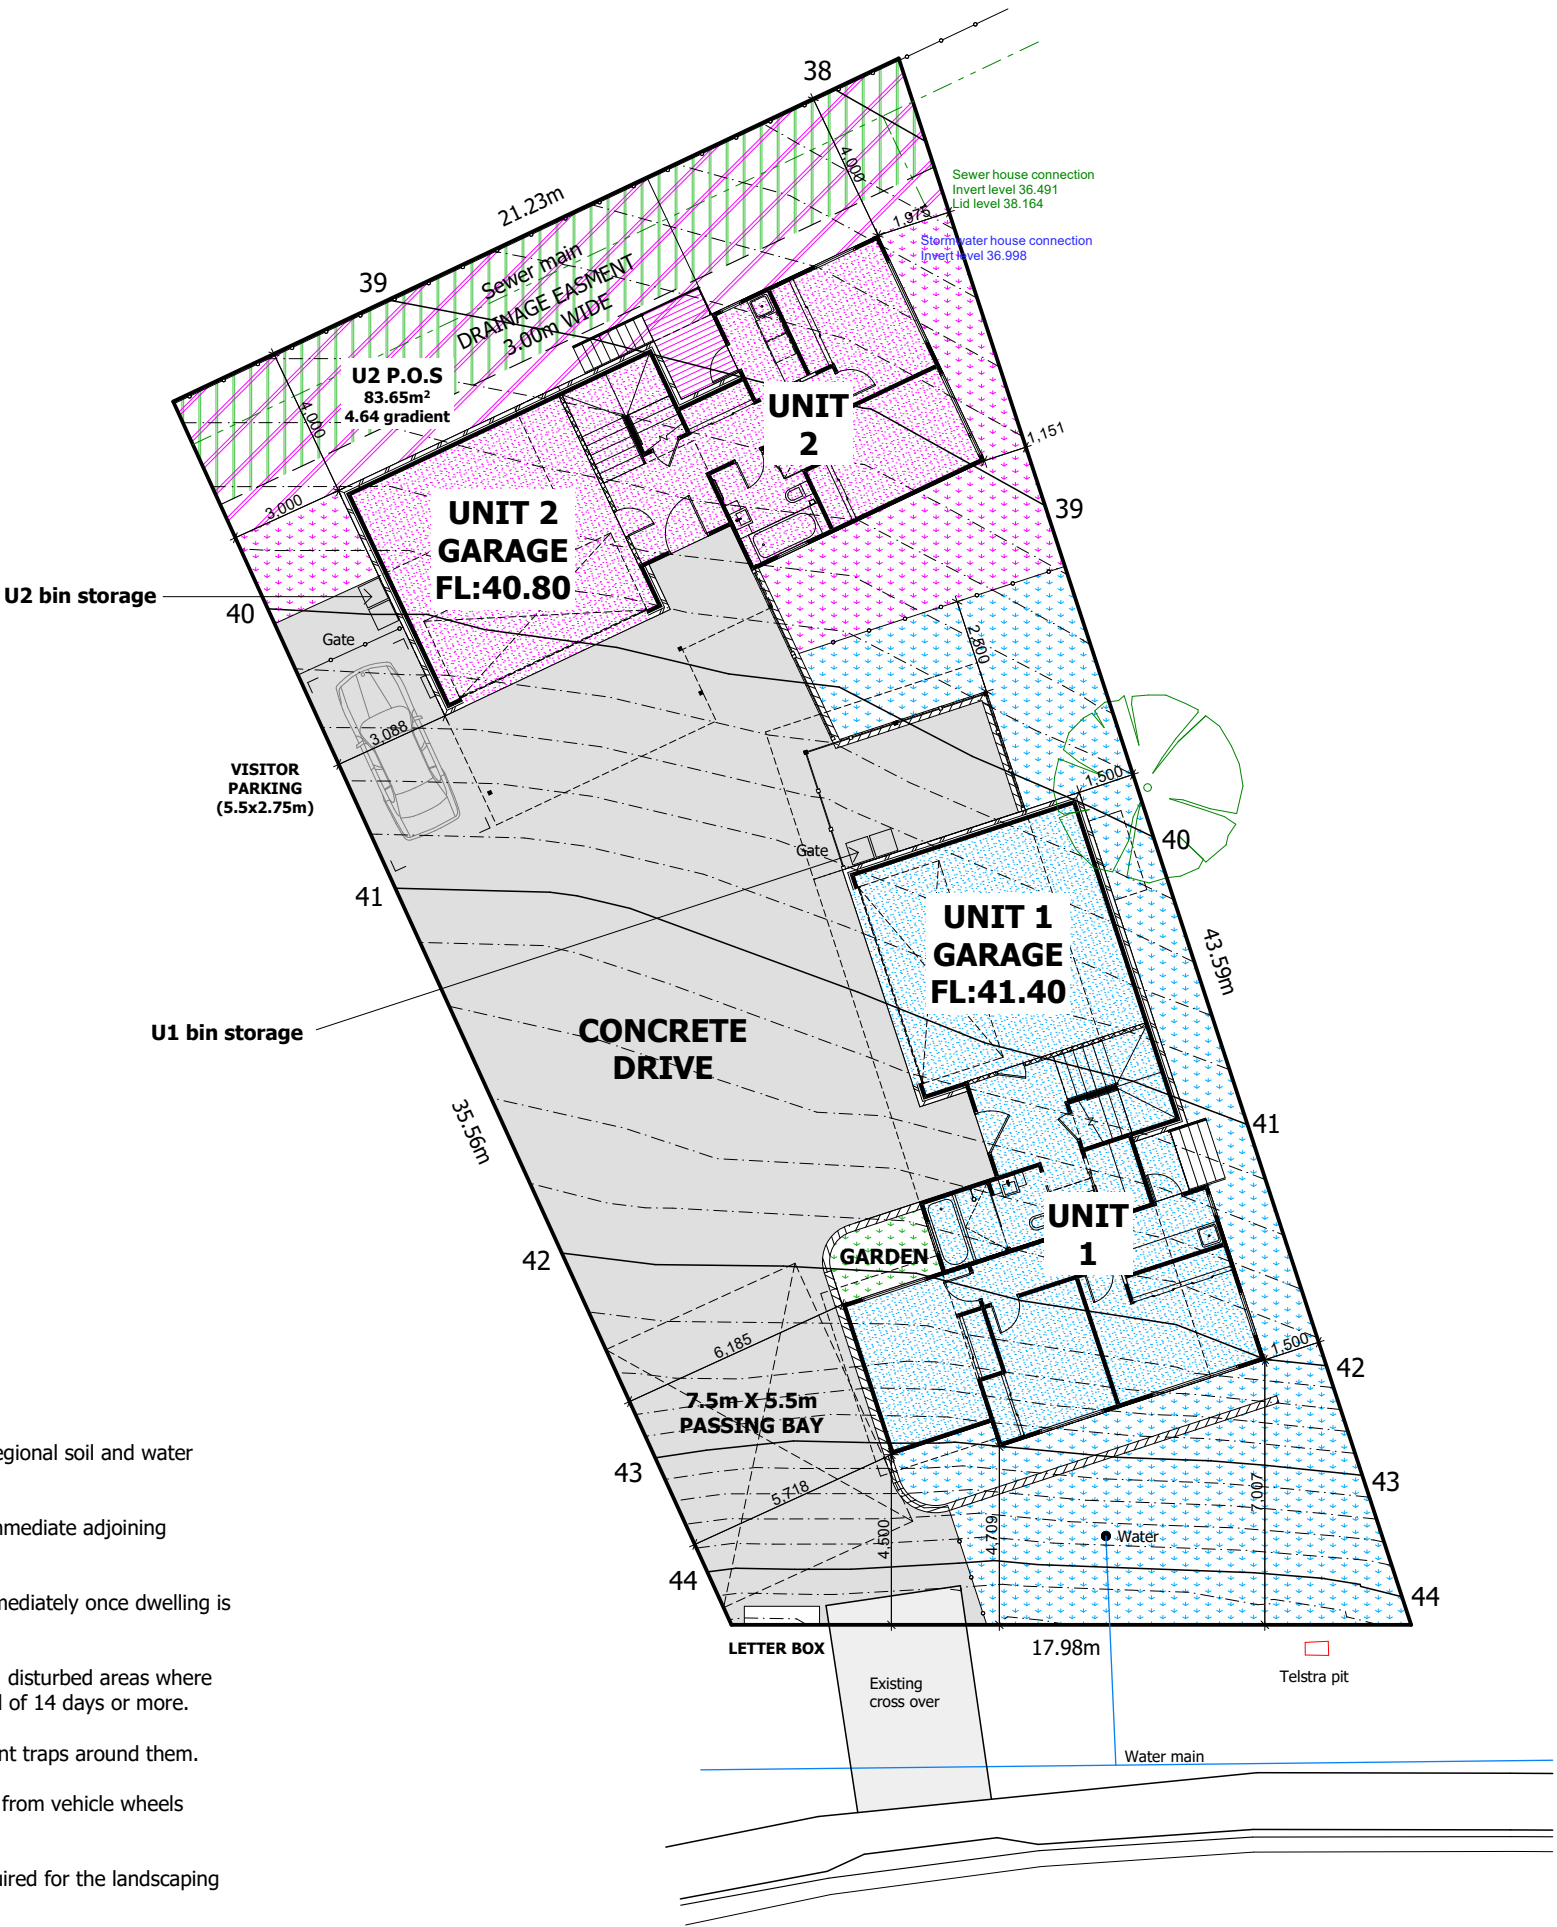 38
Sewer house connection
Invert level 36.491
Lid level 38.164
4,000
21.23m
1,975
Stormwater house connection
Invert level 36.998
39
Sewer main
DRAINAGE EASMENT
3.00m WIDE
U2 P.O.S
83.65m²
4.64 gradient
4,000
UNIT
2
1,151
3,000
UNIT 2
GARAGE
FL:40.80
39
U2 bin storage
40
Gate
2,500
3,088
VISITOR
PARKING
(5.5x2.75m)
1,500
40
Gate
41
UNIT 1
GARAGE
FL:41.40
43.59m
U1 bin storage
CONCRETE
DRIVE
35.56m
41
UNIT
1
GARDEN
42
6,185
1,500
42
7.5m X 5.5m
PASSING BAY
egional soil and water
43
43
5,718
7,007
nmediate adjoining
4,500
4,709
Water
44
44
mediately once dwelling is
LETTER BOX
17.98m
disturbed areas where
d of 14 days or more.
Telstra pit
Existing
cross over
nt traps around them.
Water main
from vehicle wheels
uired for the landscaping